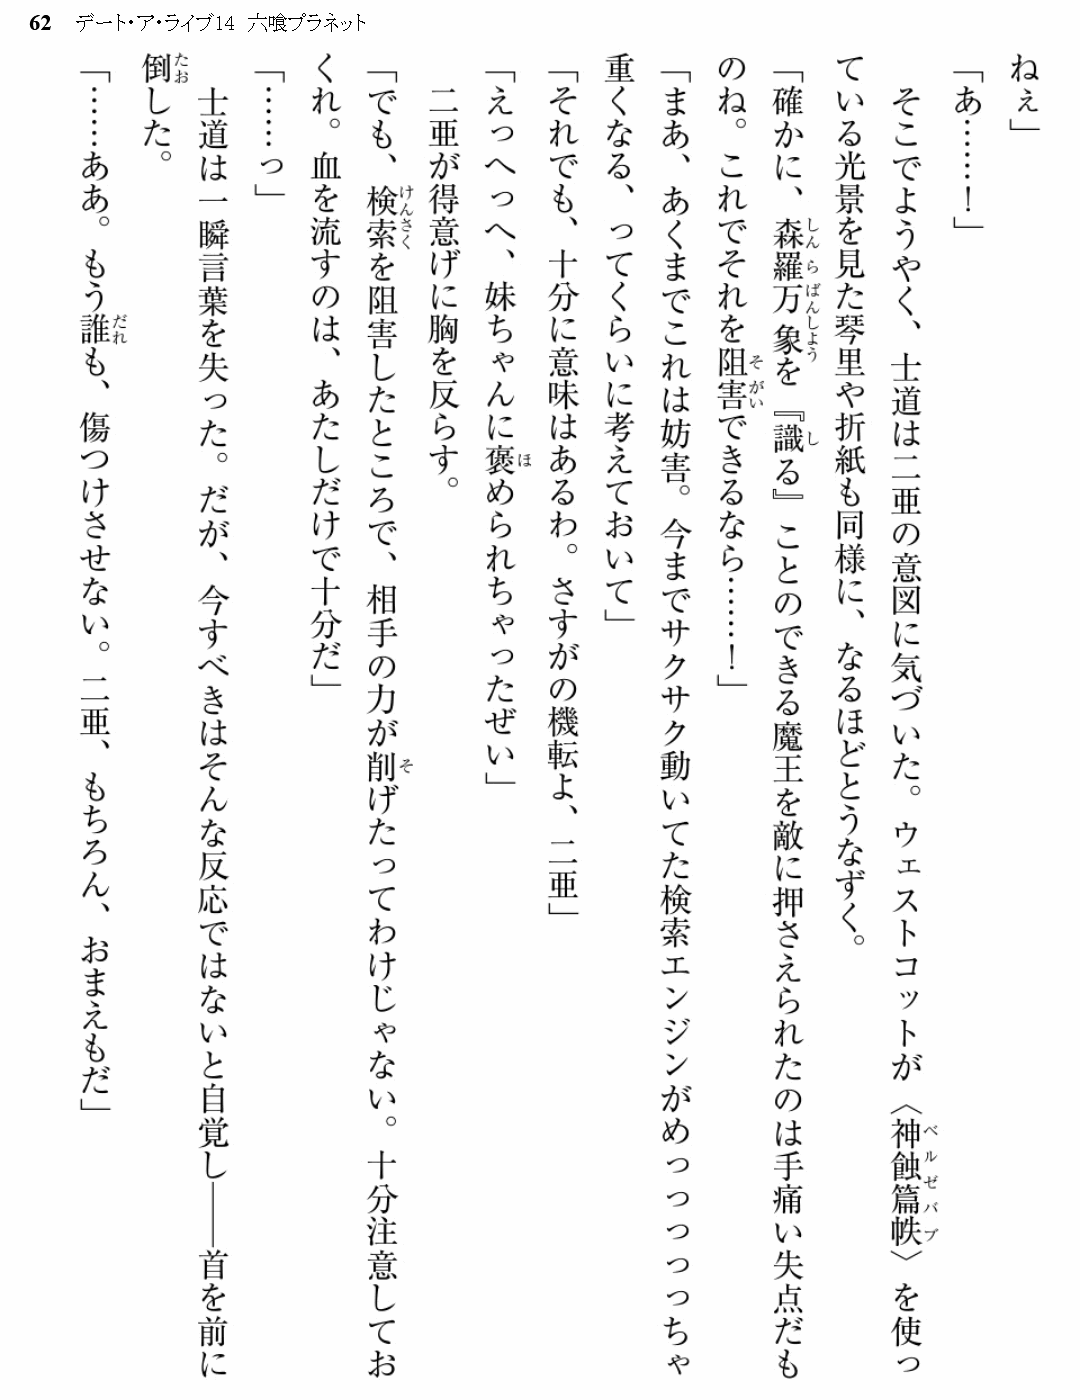 62　デート・ア・ライブ14　六喰プラネット
ねぇ」
「あ……！」
　そこでようやく、士道は二亜の意図に気づいた。ウェストコットが〈神蝕篇帙〉を使っ
ている光景を見た琴里や折紙も同様に、なるほどとうなずく。
「確かに、森羅万象を『識る』ことのできる魔王を敵に押さえられたのは手痛い失点だも
のね。これでそれを阻害できるなら……！」
「まあ、あくまでこれは妨害。今までサクサク動いてた検索エンジンがめっっっっっちゃ
重くなる、ってくらいに考えておいて」
「それでも、十分に意味はあるわ。さすがの機転よ、二亜」
「えっへっへ、妹ちゃんに褒められちゃったぜい」
　二亜が得意げに胸を反らす。
「でも、検索を阻害したところで、相手の力が削げたってわけじゃない。十分注意してお
くれ。血を流すのは、あたしだけで十分だ」
「……っ」
　士道は一瞬言葉を失った。だが、今すべきはそんな反応ではないと自覚し――首を前に
倒した。
「……ああ。もう誰も、傷つけさせない。二亜、もちろん、おまえもだ」